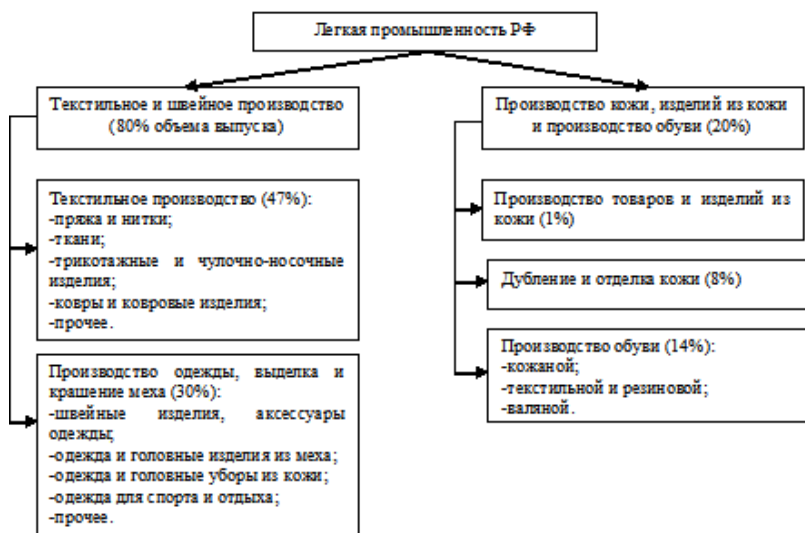 Легкая промышленность РФ
Текстильное и швейное производство
(80% объема выпуска)
Текстильное производство (47%):
-пряжа и нитки;
-ткани;
-трикотажные и чулочно-носочные
изделия;
-ковры и ковровые изделия;
-прочее.
Производство одежды, выделка и
крашение меха (30%):
-швейные изделия, аксессуары
одежды;
-одежда и головные изделия из меха;
-одежда и головные уборы из кожи;
-одежда для спорта и отдыха;
-прочее.
Производство кожи, изделий из кожи
и производство обуви (20%)
Производство товаров и изделий из
кожи (1%)
Дубление и отделка кожи (8%)
Производство обуви (14%):
-кожаной;
-текстильной и резиновой;
-валяной.